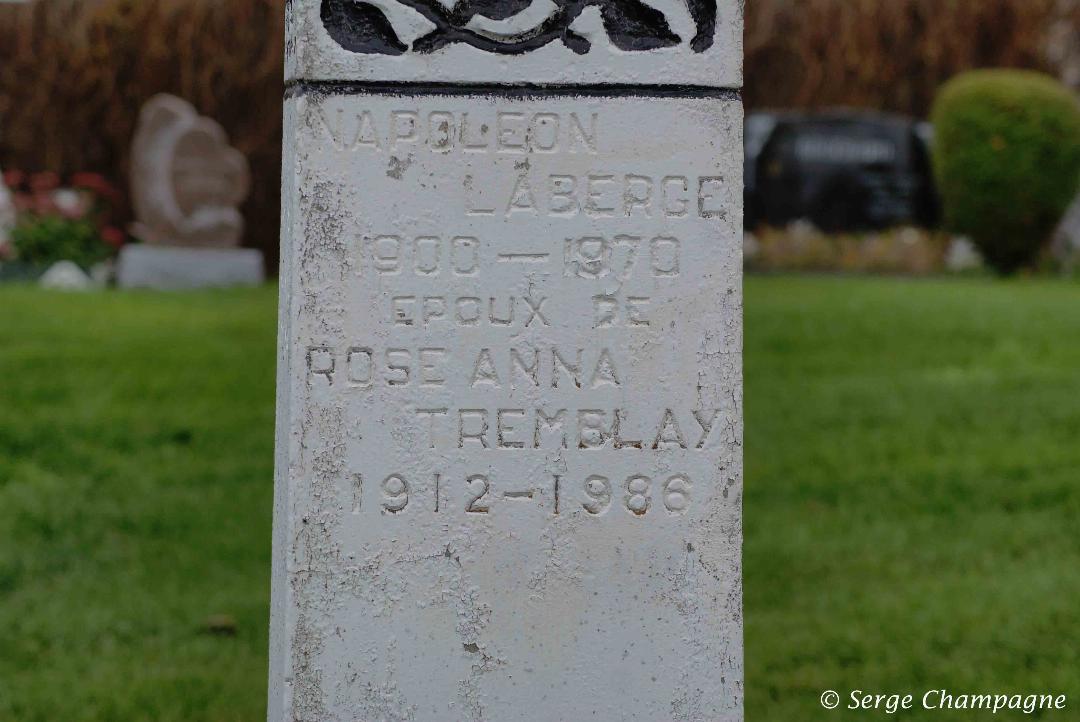 NAPOLEON
LABERGE
1900 — 1970
EPOUX DE
ROSE ANNA
TREMBLAY
1912 - 1986
© Serge Champagne